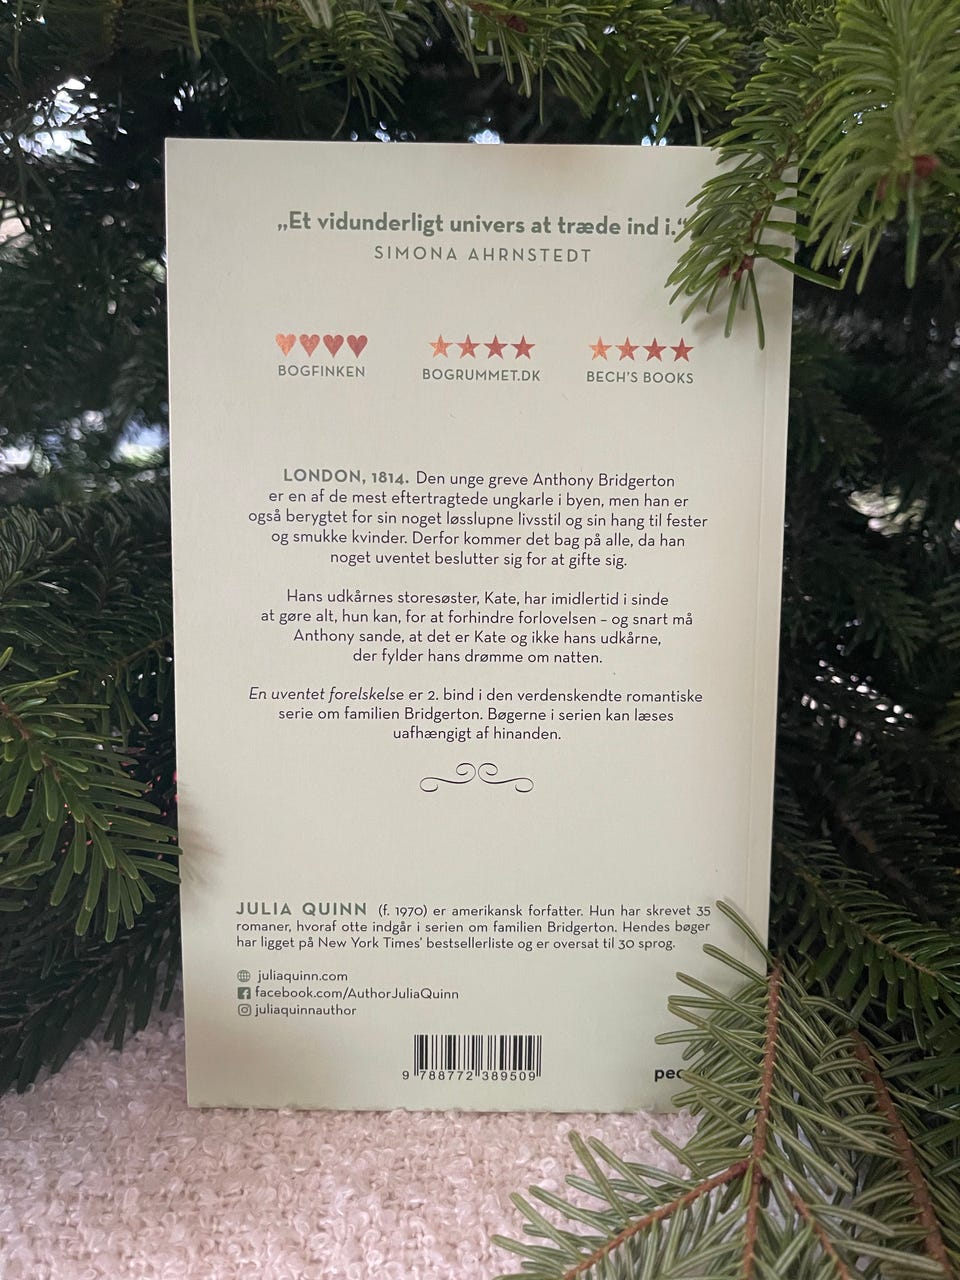 „Et vidunderligt univers at træde ind i.“
SIMONA AHRNSTEDT
BOGFINKEN
BOGRUMMET.DK
BECH'S BOOKS
LONDON, 1814. Den unge greve Anthony Bridgerton
er en af de mest eftertragtede ungkarle i byen, men han er
også berygtet for sin noget løsslupne livsstil og sin hang til fester
og smukke kvinder. Derfor kommer det bag på alle, da han
noget uventet beslutter sig for at gifte sig.
Hans udkårnes storesøster, Kate, har imidlertid i sinde
at gøre alt, hun kan, for at forhindre forlovelsen – og snart må
Anthony sande, at det er Kate og ikke hans udkårne,
der fylder hans drømme om natten.
En uventet forelskelse er 2. bind i den verdenskendte romantiske
serie om familien Bridgerton. Bøgerne i serien kan læses
uafhængigt af hinanden.
JULIA QUINN (f. 1970) er amerikansk forfatter. Hun har skrevet 35
romaner, hvoraf otte indgår i serien om familien Bridgerton. Hendes bøger
har ligget på New York Times' bestsellerliste og er oversat til 30 sprog.
juliaquinn.com
facebook.com/AuthorJuliaQuinn
juliaquinnauthor
9 788772 389509